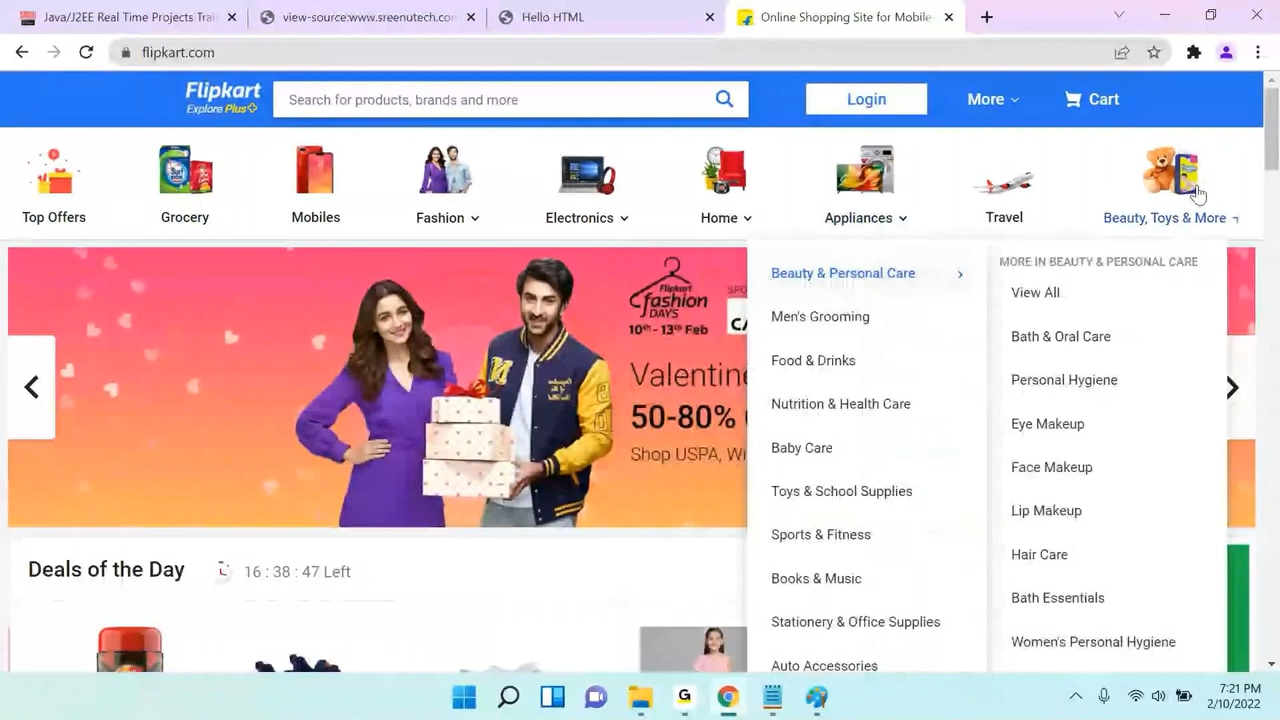 Java/J2EE Real Time Projects Trai
view-source:www.sreenutech.com
Hello HTML
Online Shopping Site for Mobile
flipkart.com
Flipkart
Explore Plus
Search for products, brands and more
Login
More
Cart
Top Offers
Grocery
Mobiles
Fashion
Electronics
Home
Appliances
Travel
Beauty, Toys & More
Beauty & Personal Care
Men's Grooming
Food & Drinks
Nutrition & Health Care
Baby Care
Toys & School Supplies
Sports & Fitness
Books & Music
Stationery & Office Supplies
Auto Accessories
MORE IN BEAUTY & PERSONAL CARE
View All
Bath & Oral Care
Personal Hygiene
Eye Makeup
Face Makeup
Lip Makeup
Hair Care
Bath Essentials
Women's Personal Hygiene
Flipkart
fashion
DAYS
10th - 13th Feb
Valentine
50-80%
Shop USPA, Wi
Deals of the Day
16 : 38 : 47 Left
7:21 PM
2/10/2022